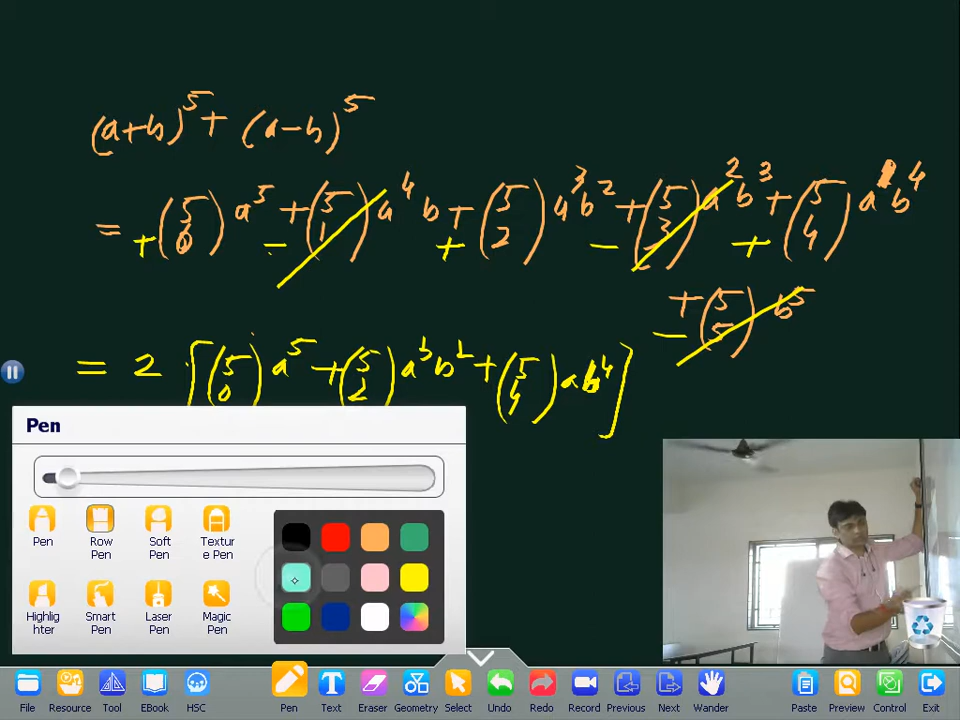 (a+b)^5 + (a-b)^5
= (5 0) a^5 + (5 1) a^4 b + (5 2) a^3 b^2 + (5 3) a^2 b^3 + (5 4) a^1 b^4
+ - + - +
+ (5 5) b^5
-
= 2 [(5 0) a^5 + (5 2) a^3 b^2 + (5 4) a b^4]
Pen
Pen Row Pen Soft Pen Texture Pen
Highlighter Smart Pen Laser Pen Magic Pen
File Resource Tool EBook HSC Pen Text Eraser Geometry Select Undo Redo Record Previous Next Wander Paste Preview Control Exit